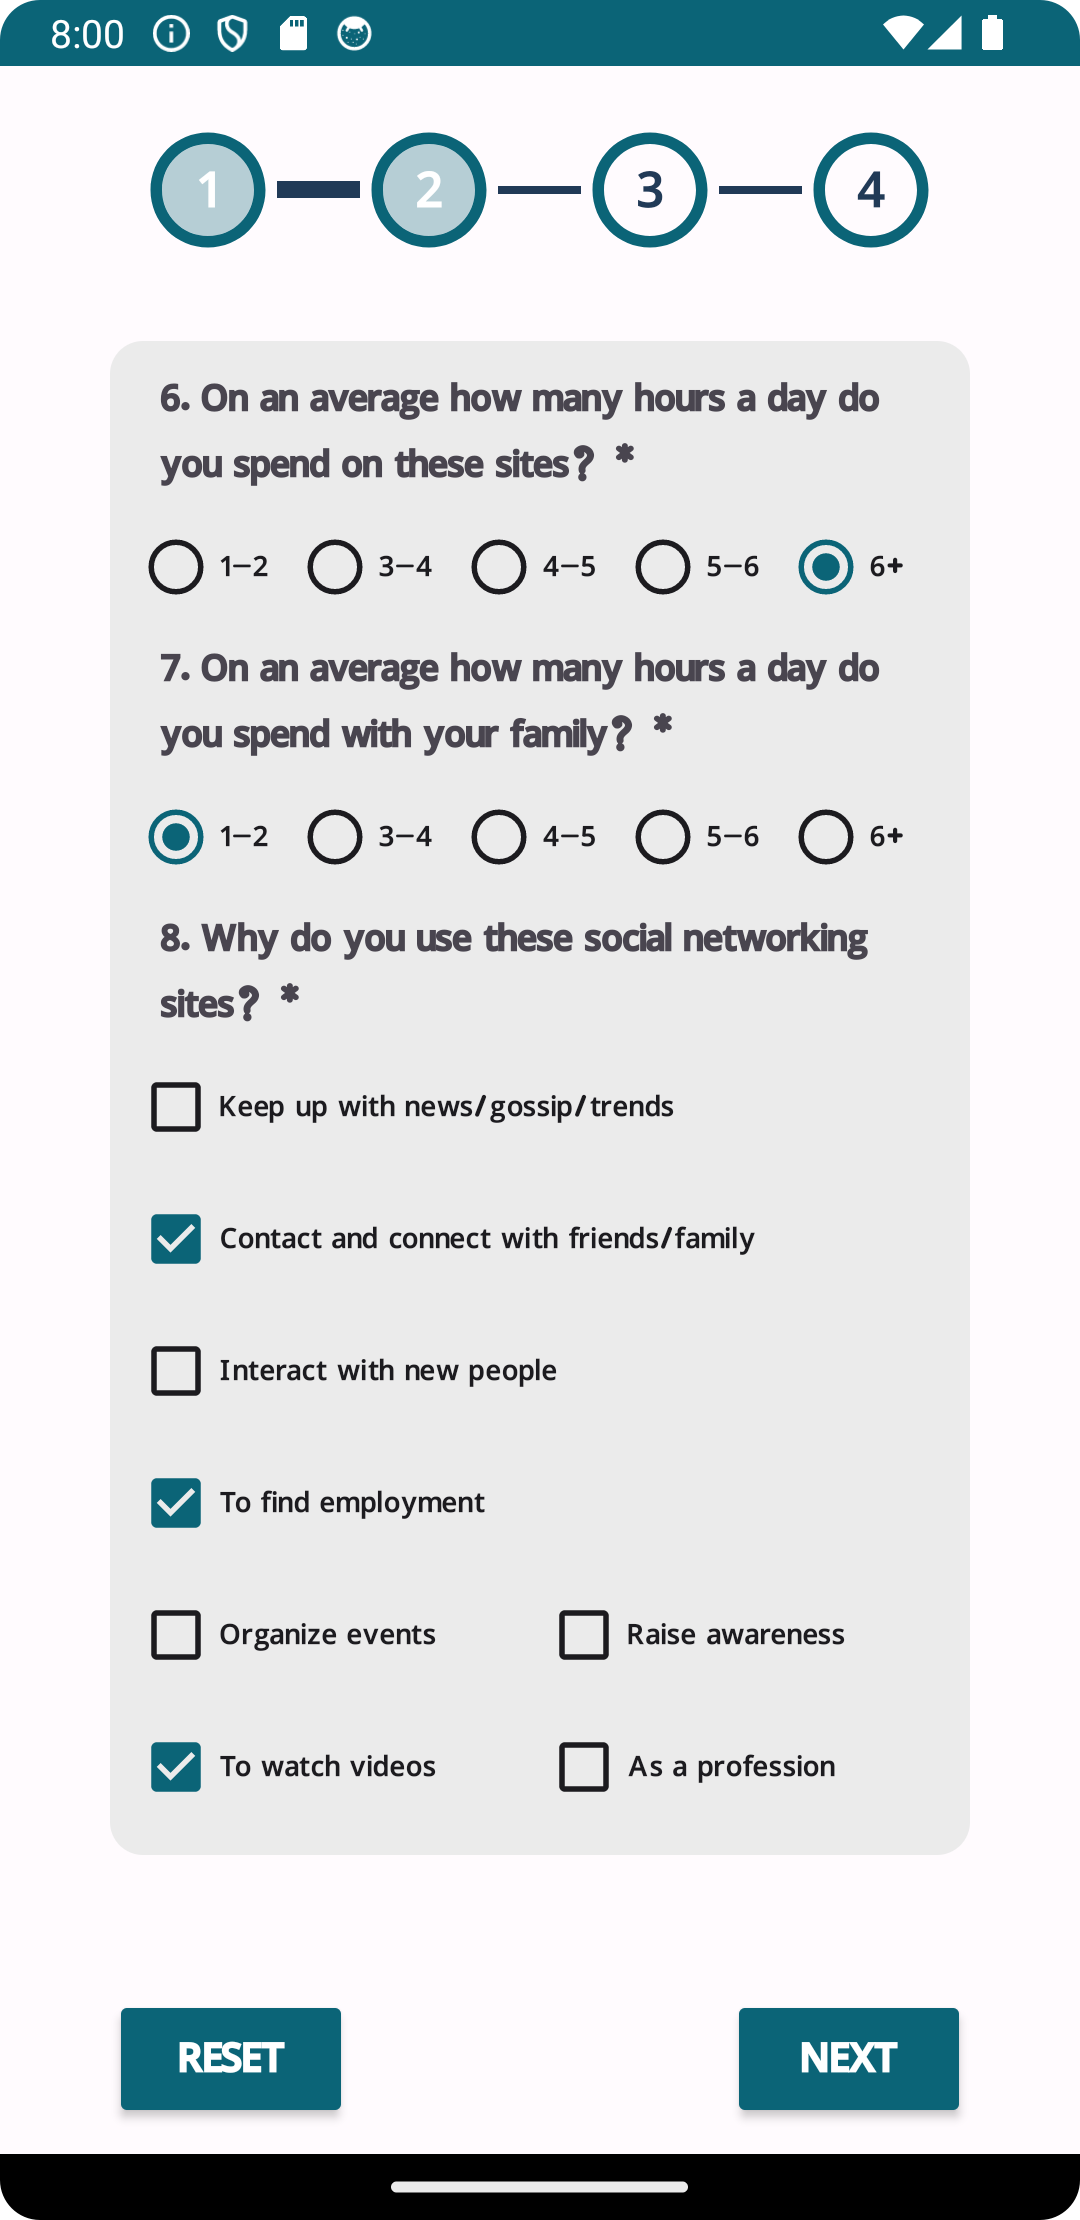 8:00
1 2 3 4
6. On an average how many hours a day do
you spend on these sites? *
1–2 3–4 4–5 5–6 6+
7. On an average how many hours a day do
you spend with your family? *
1–2 3–4 4–5 5–6 6+
8. Why do you use these social networking
sites? *
Keep up with news/gossip/trends
Contact and connect with friends/family
Interact with new people
To find employment
Organize events Raise awareness
To watch videos As a profession
RESET NEXT